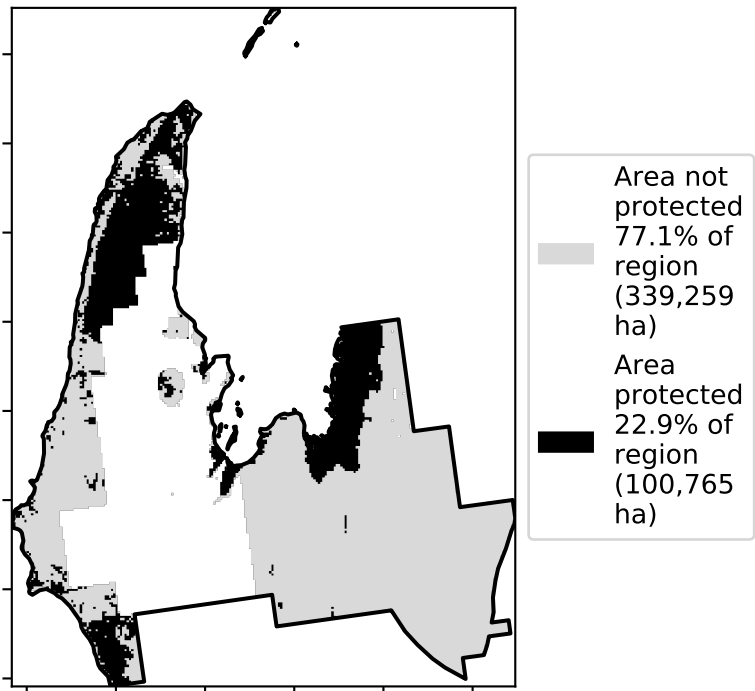 Area not
protected
77.1% of
region
(339,259
ha)
Area
protected
22.9% of
region
(100,765
ha)